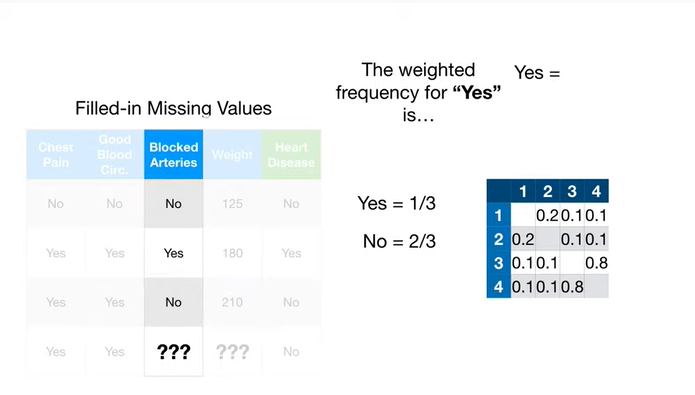 The weighted
frequency for “Yes”
is…
Yes =
Filled-in Missing Values
Chest Pain
Good Blood Circ.
Blocked Arteries
Weight
Heart Disease
No No No 125 No
Yes Yes Yes 180 Yes
Yes Yes No 210 No
Yes Yes ??? ??? No
Yes = 1/3
No = 2/3
1 2 3 4
1 0.2 0.1 0.1
2 0.2 0.1 0.1
3 0.1 0.1 0.8
4 0.1 0.1 0.8